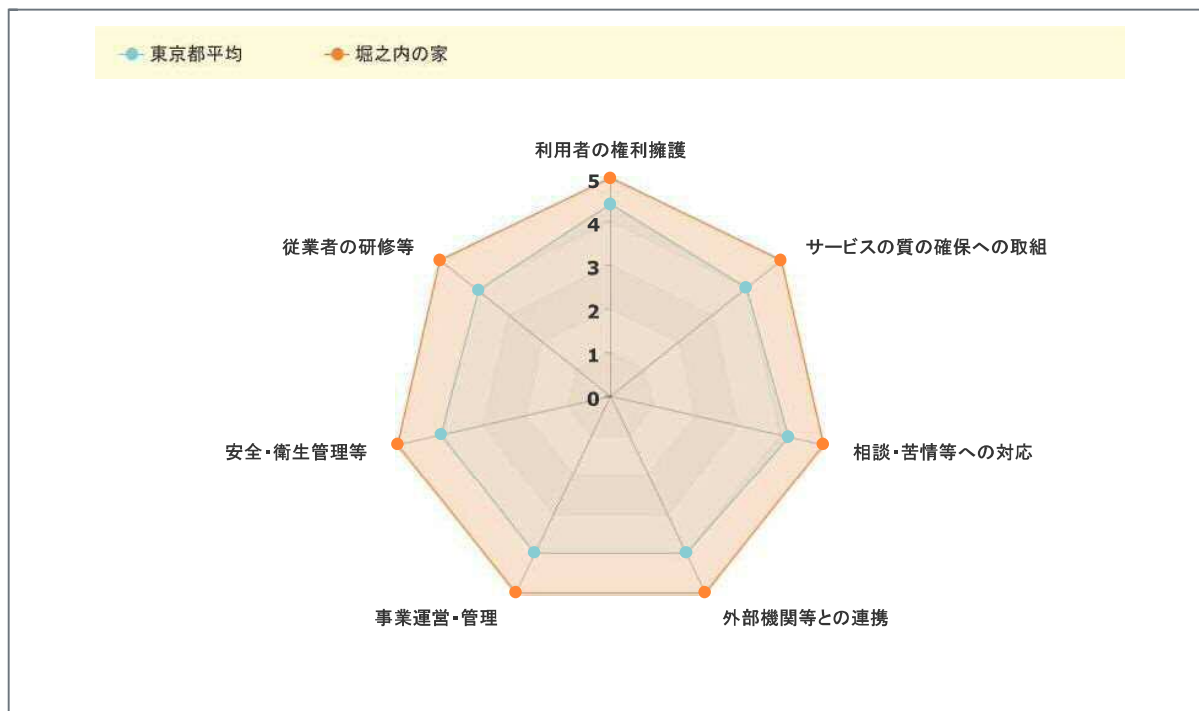 東京都平均
堀之内の家
利用者の権利擁護
5
従業者の研修等
サービスの質の確保への取組
4
3
2
1
0
安全・衛生管理等
相談・苦情等への対応
事業運営・管理
外部機関等との連携